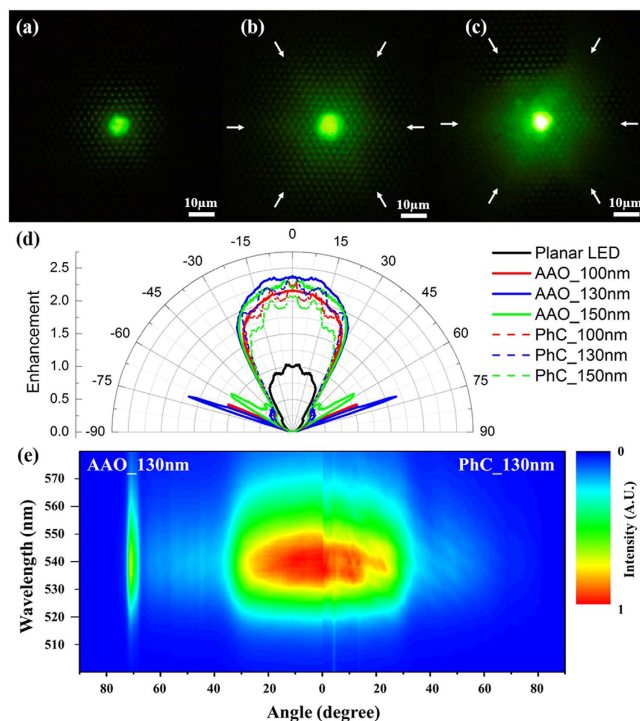 (a)
(b)
(c)
10µm
10µm
10µm
(d)
0
-15
15
-30
30
-45
45
-60
60
-75
75
-90
90
2.5
2.0
1.5
1.0
0.5
0.0
Enhancement
Planar LED
AAO_100nm
AAO_130nm
AAO_150nm
PhC_100nm
PhC_130nm
PhC_150nm
(e)
AAO_130nm
PhC_130nm
570
560
550
540
530
520
510
Wavelength (nm)
80
60
40
20
0
20
40
60
80
Angle (degree)
0
1
Intensity (A.U.)